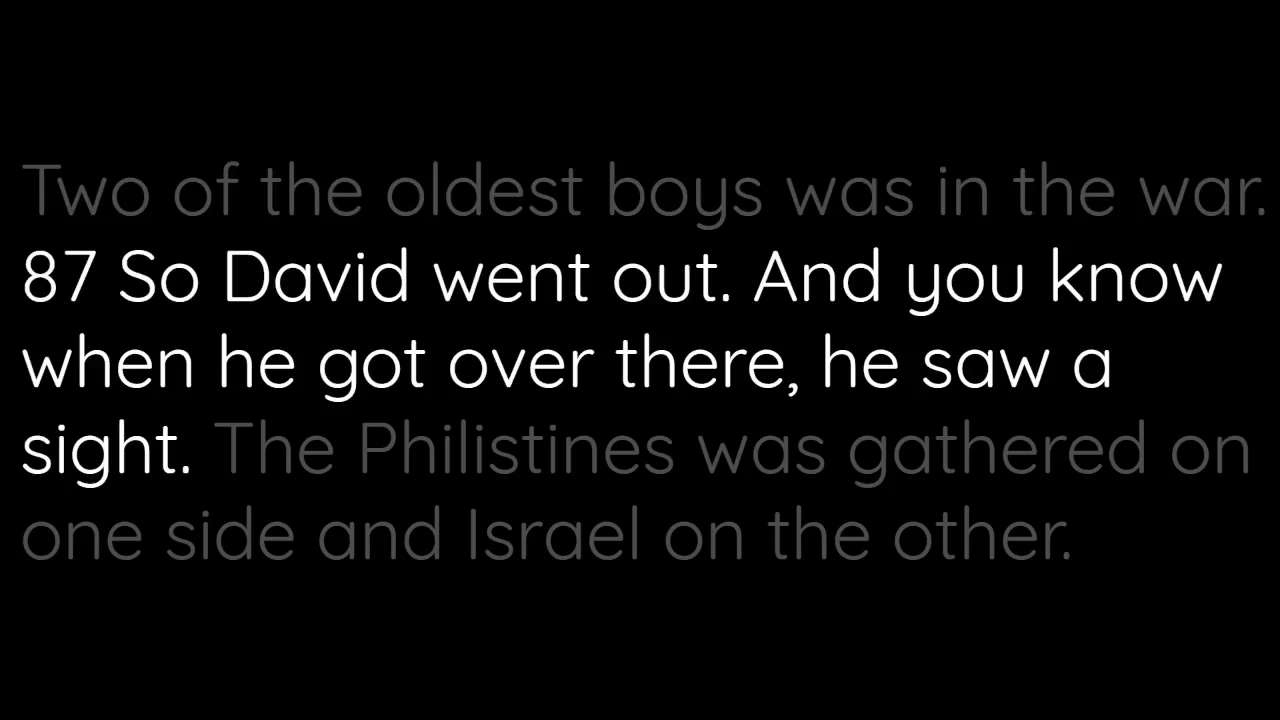 Two of the oldest boys was in the war.
87 So David went out. And you know
when he got over there, he saw a
sight. The Philistines was gathered on
one side and Israel on the other.